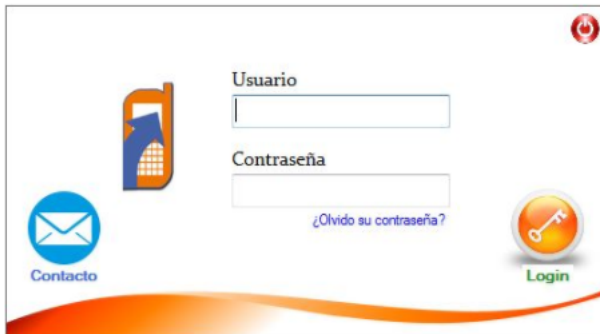 Usuario
Contraseña
¿Olvido su contraseña?
Contacto
Login